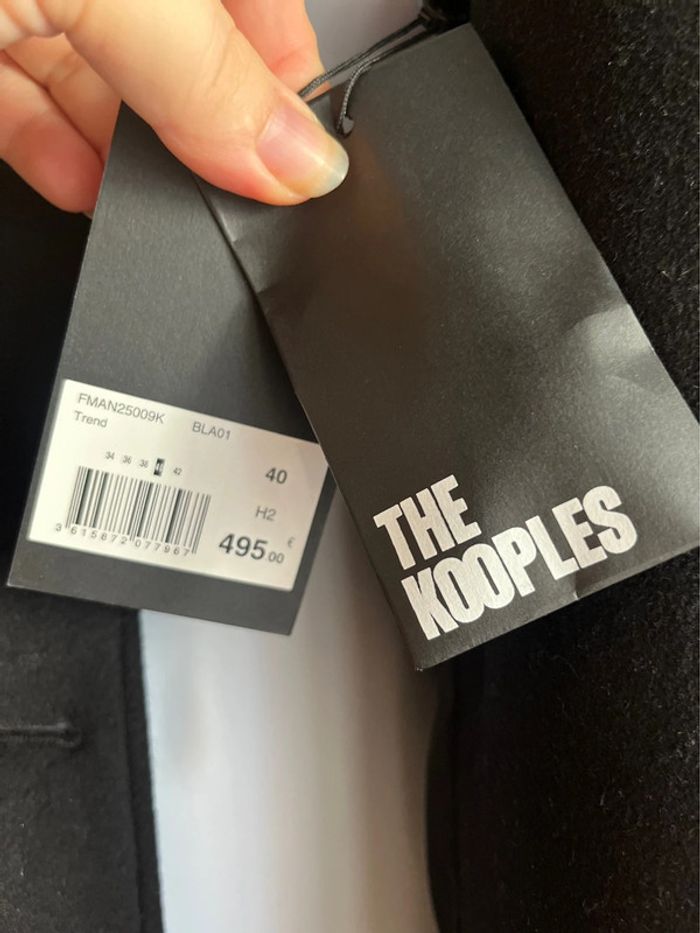 FMAN25009K
Trend BLA01
34 36 38 40 42
40
H2
3 615872 077967
495.00 €
THE
KOOPLES